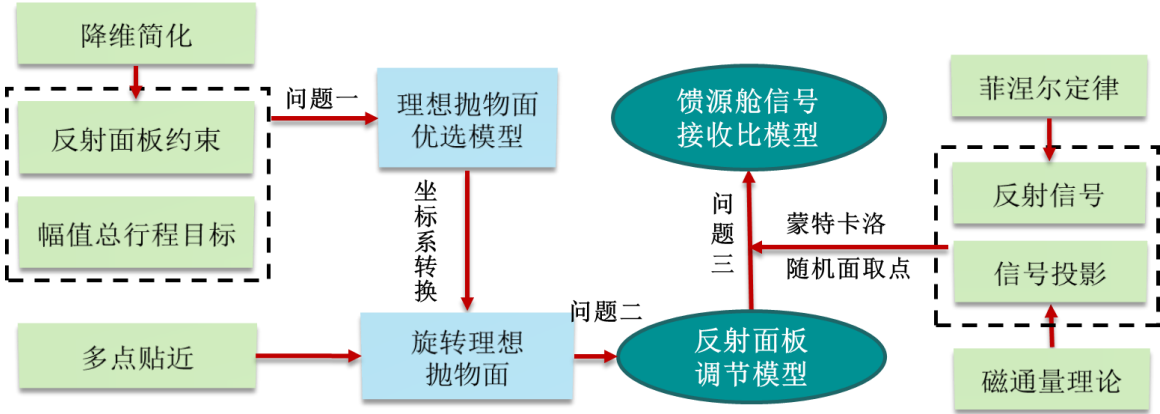 降维简化
反射面板约束
幅值总行程目标
多点贴近
问题一
理想抛物面
优选模型
坐标系转换
旋转理想
抛物面
问题二
馈源舱信号
接收比模型
问题三
反射面板
调节模型
蒙特卡洛
随机面取点
菲涅尔定律
反射信号
信号投影
磁通量理论